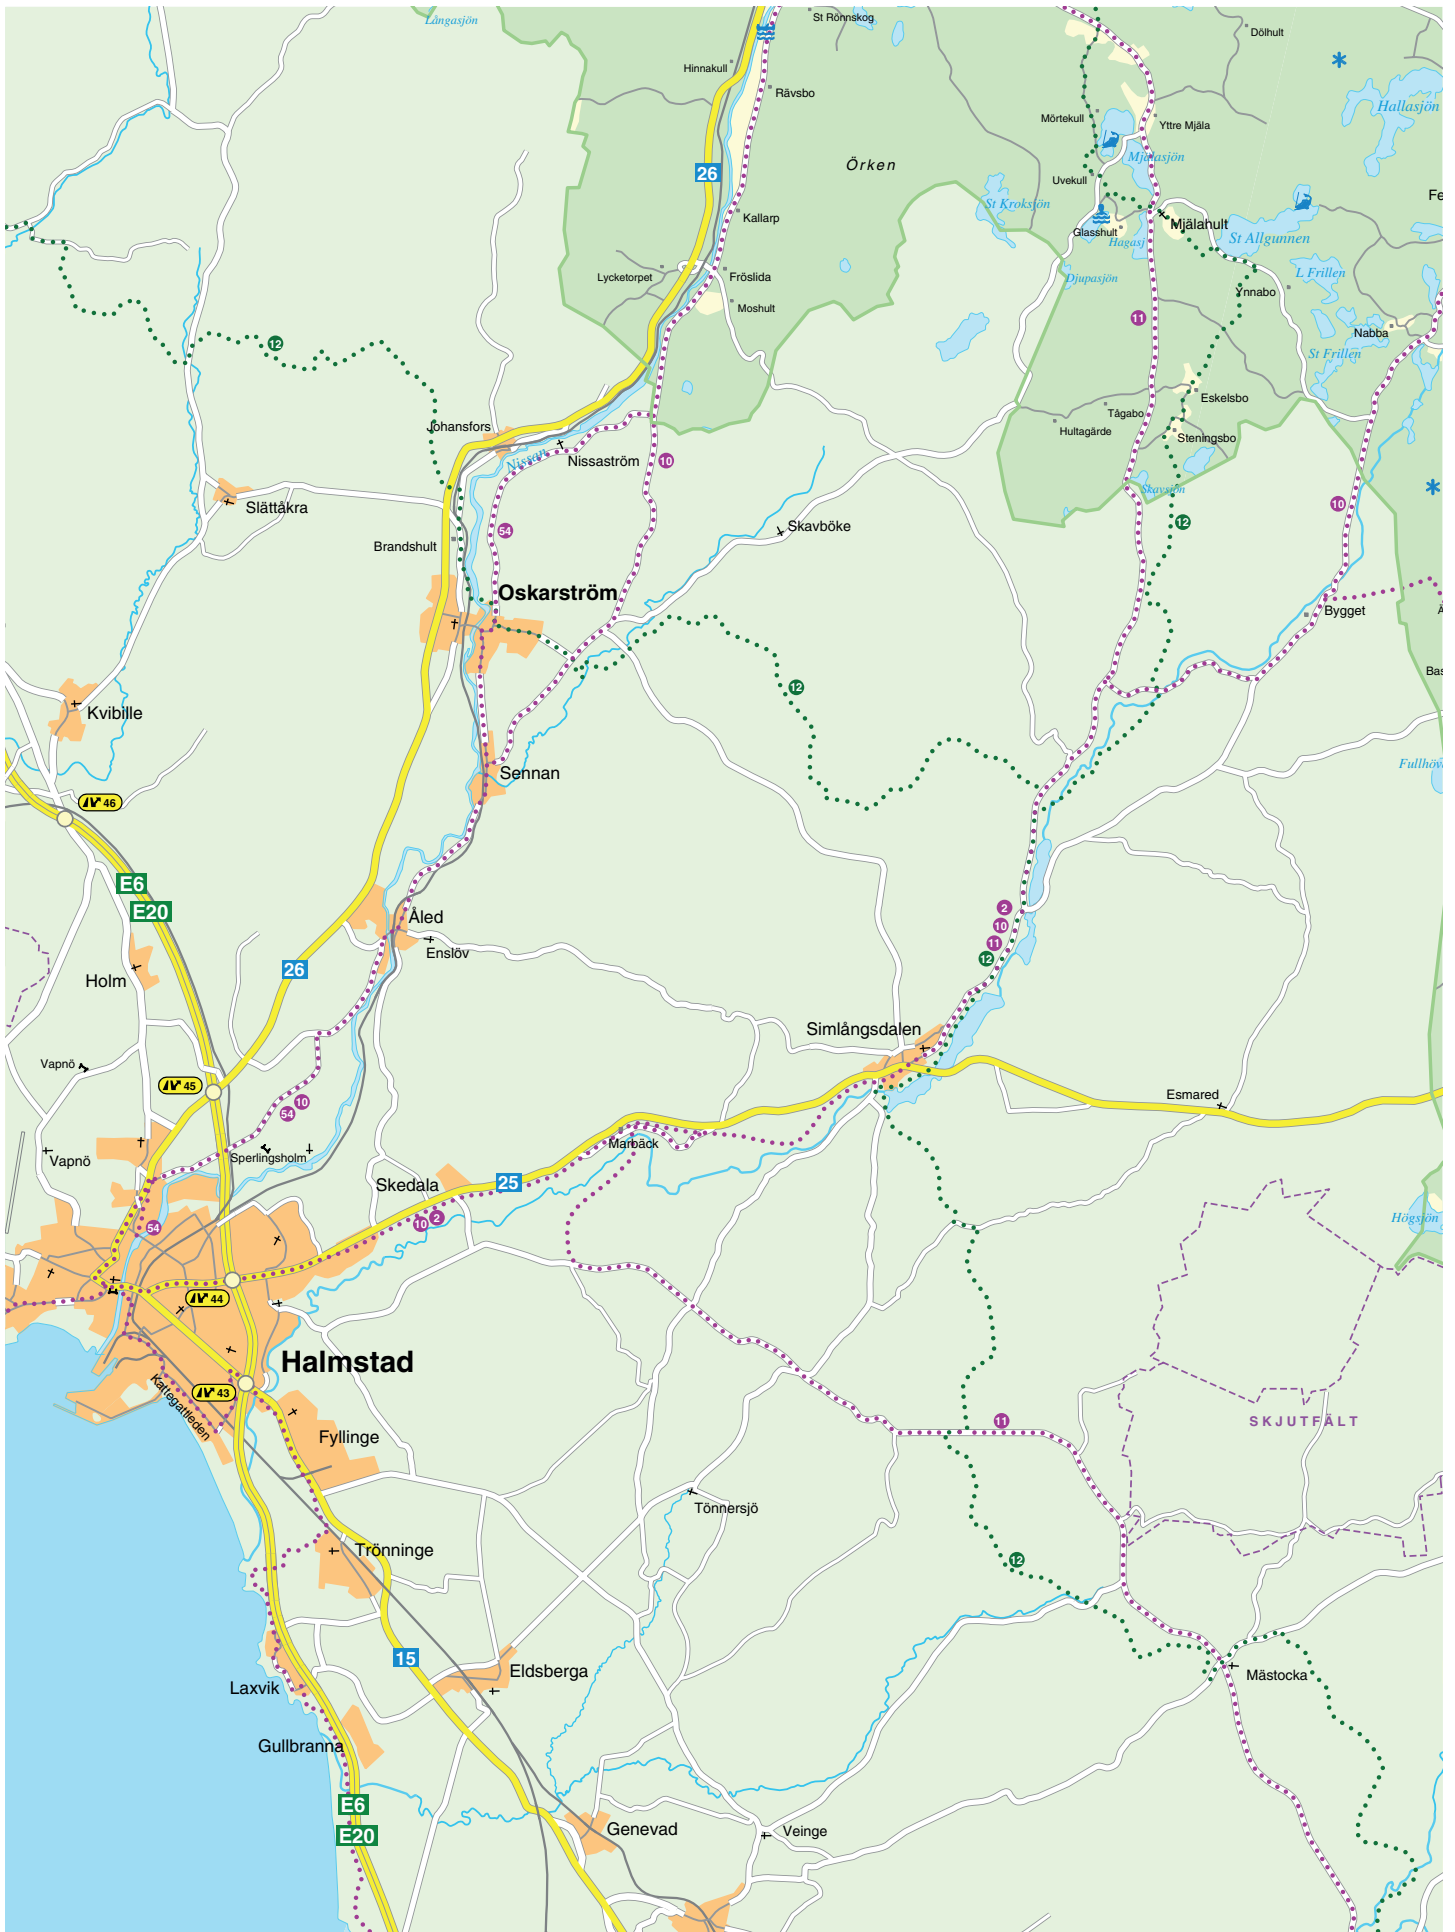 Långasjön
St Rönnskog
Dölhult
Hinnakull
Rävsbo
Hallasjön
Mörtekull
Yttre Mjäla
Mjälasjön
Örken
26
Uvekull
St Kroksjön
Kallarp
Glasshult
Hagasj
Mjälahult
St Allgunnen
Lycketorpet
Fröslida
Djupasjön
L Frillen
Ynnabo
Moshult
11
Nabba
12
St Frillen
Eskelsbo
Johansfors
Tågabo
Hultagärde
Steningsbo
Nissan
Nissaström
10
Skavsjön
Slättåkra
10
54
Skavböke
12
Brandshult
Oskarström
Bygget
12
Kvibille
Sennan
46
E6
E20
2
Åled
10
Enslöv
11
12
26
Holm
Simlångsdalen
Vapnö
45
10
54
Esmared
Marbäck
Vapnö
Sperlingsholm
Skedala
25
2
10
54
Högsjön
44
Halmstad
43
Kattegattleden
Fyllinge
11
SKJUTFÄLT
Tönnersjö
Trönninge
12
15
Eldsberga
Mästocka
Laxvik
Gullbranna
E6
E20
Genevad
Veinge